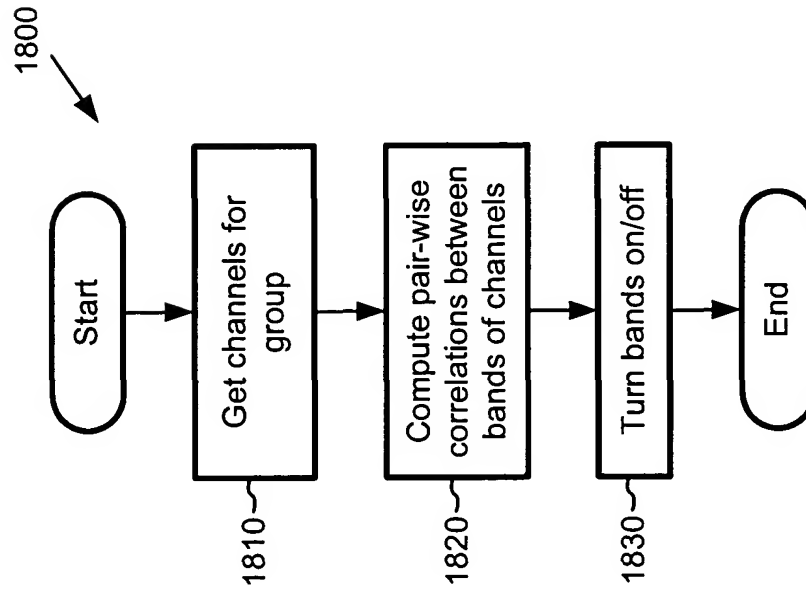 1800
Start
Get channels for
group
1810
Compute pair-wise
correlations between
bands of channels
1820
Turn bands on/off
1830
End